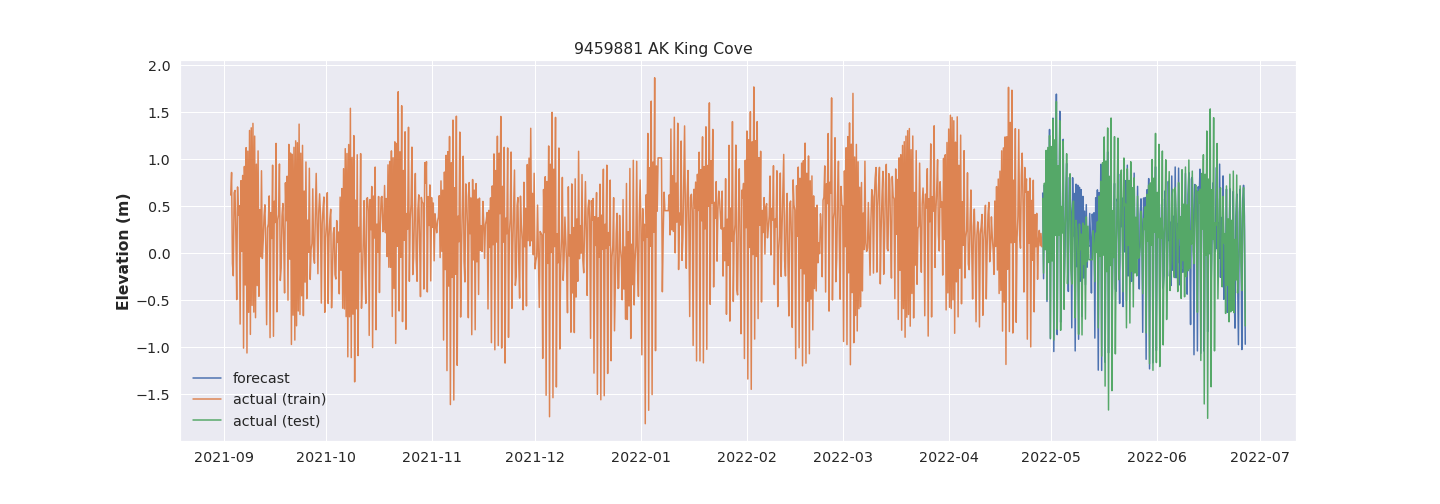 9459881 AK King Cove
Elevation (m)
2.0
1.5
1.0
0.5
0.0
−0.5
−1.0
−1.5
forecast
actual (train)
actual (test)
2021-09 2021-10 2021-11 2021-12 2022-01 2022-02 2022-03 2022-04 2022-05 2022-06 2022-07